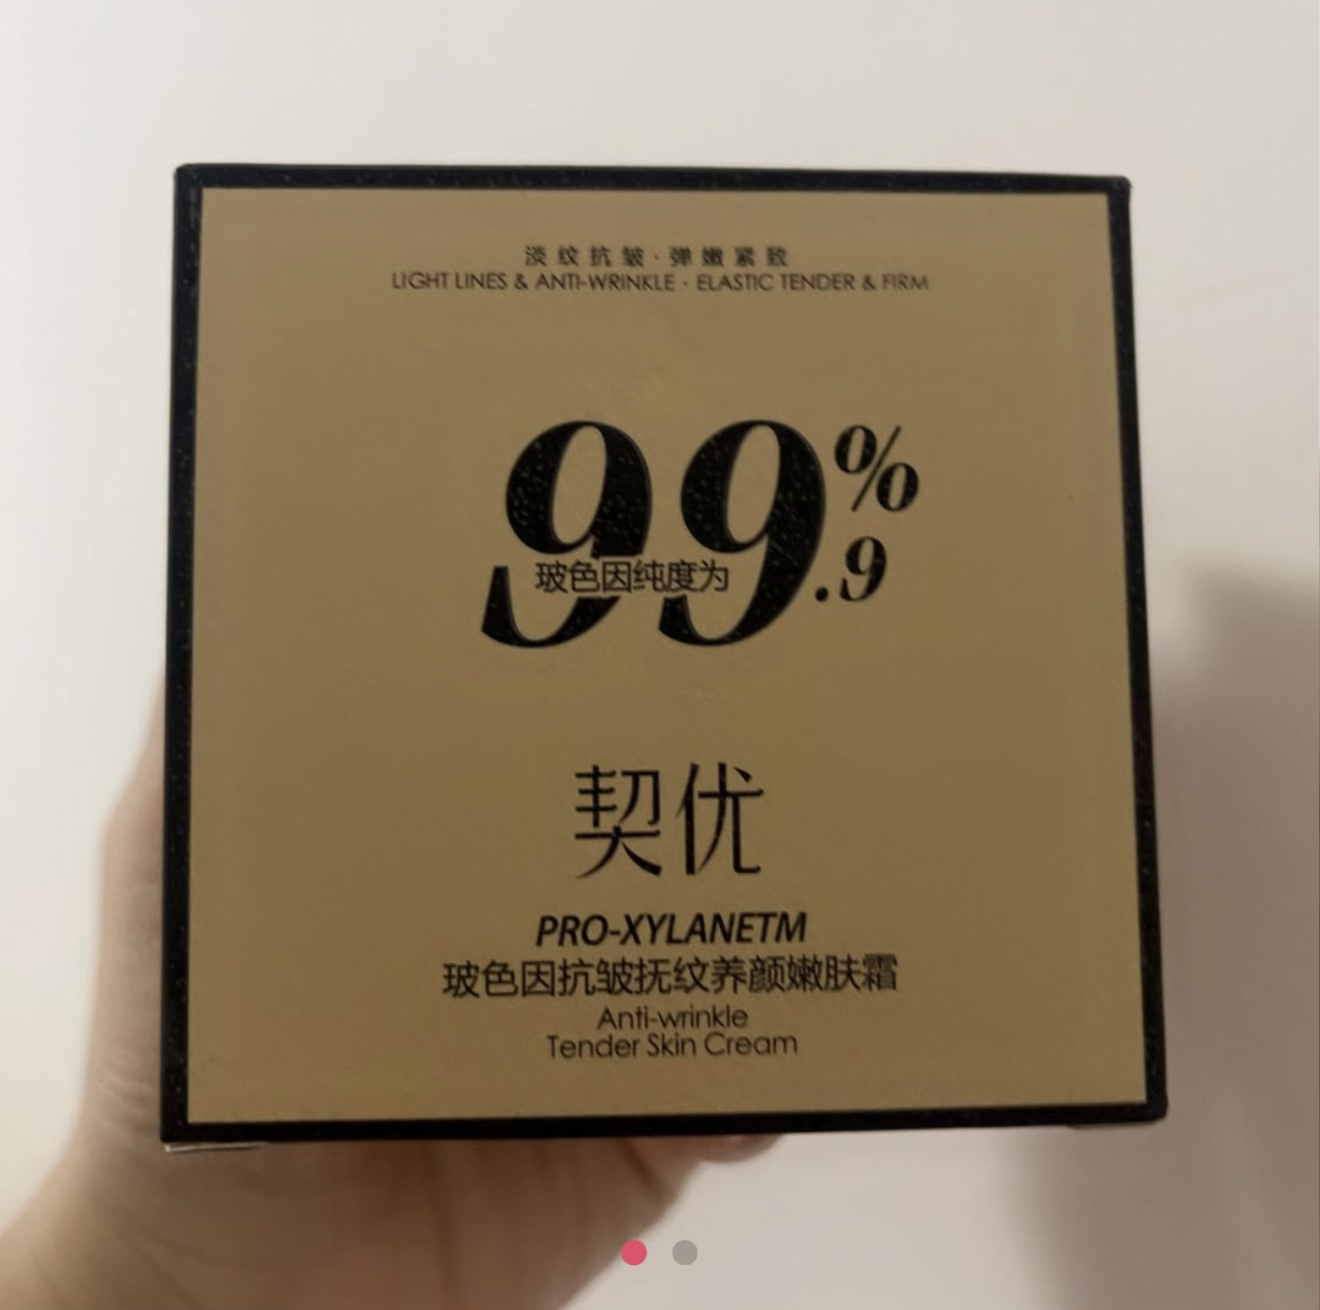 淡纹抗皱·弹嫩紧致
LIGHT LINES & ANTI-WRINKLE · ELASTIC TENDER & FIRM
99.9%
玻色因纯度为
契优
PRO-XYLANETM
玻色因抗皱抚纹养颜嫩肤霜
Anti-wrinkle
Tender Skin Cream